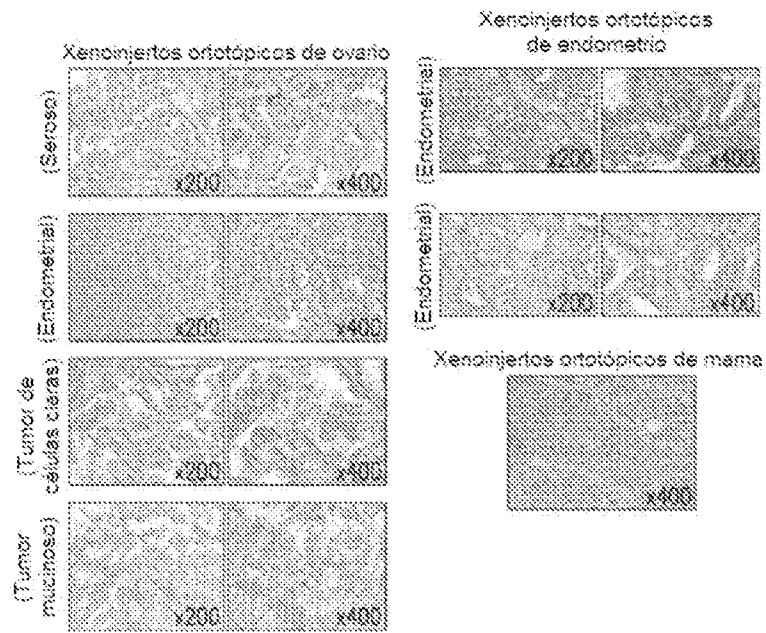 Xenoinjertos ortotópicos de ovario
(Seroso)
x200
x400
(Endometrial)
x200
x400
(Tumor de
células claras)
x200
x400
(Tumor
mucinoso)
x200
x400
Xenoinjertos ortotópicos
de endometrio
(Endometrial)
x200
x400
(Endometrial)
x200
x400
Xenoinjertos ortotópicos de mama
x400